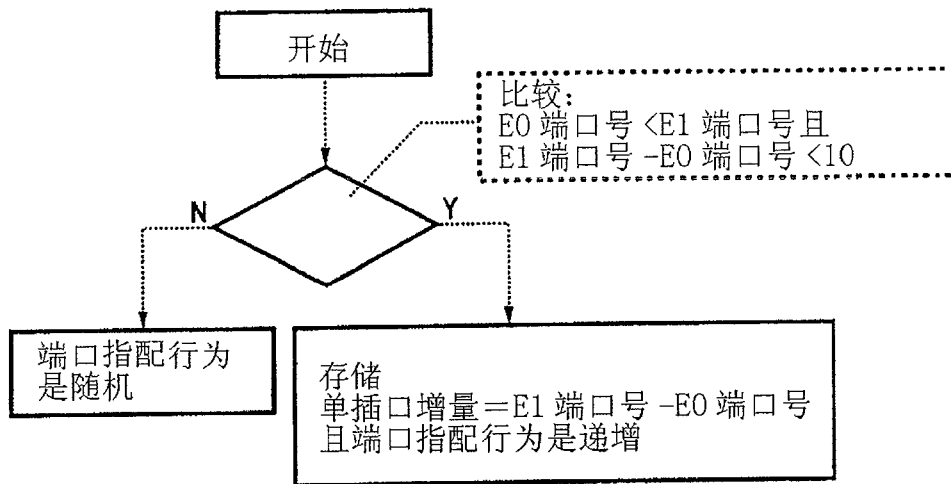 开始
比较:
E0 端口号 <E1 端口号且
E1 端口号 -E0 端口号 <10
N
Y
端口指配行为
是随机
存储
单插口增量＝E1 端口号 -E0 端口号
且端口指配行为是递增